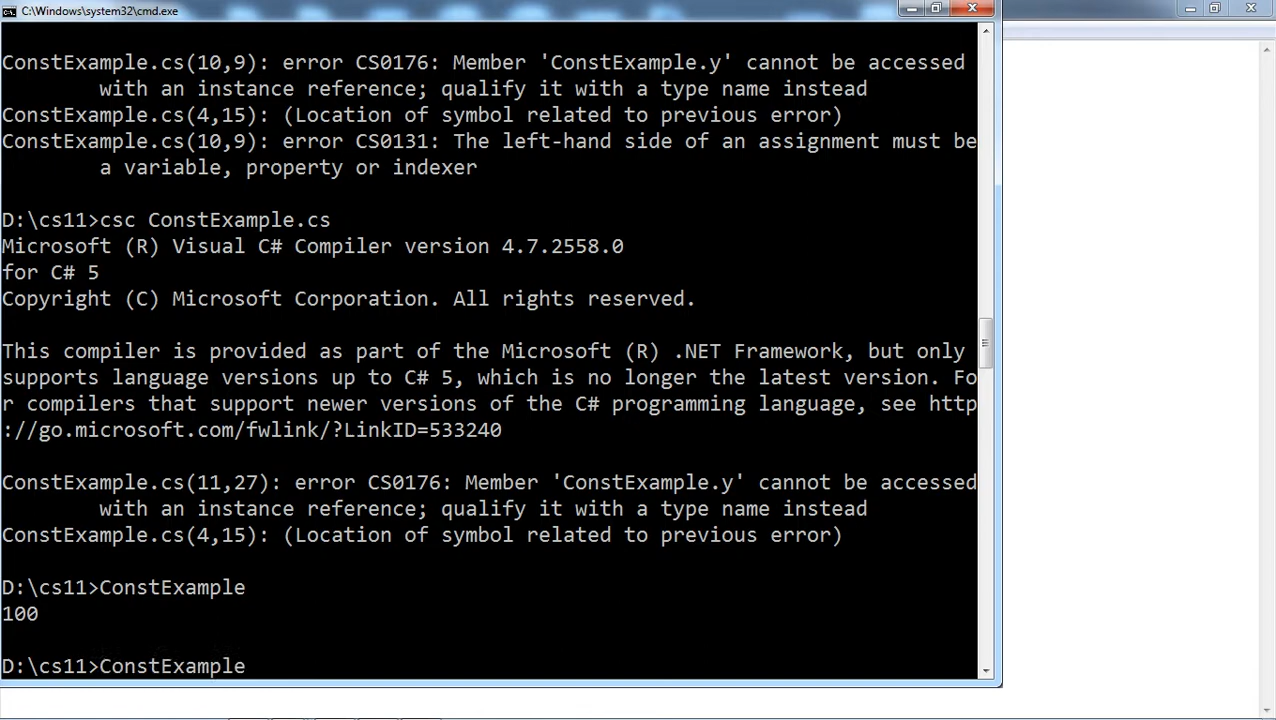 C:\Windows\system32\cmd.exe
ConstExample.cs(10,9): error CS0176: Member 'ConstExample.y' cannot be accessed
with an instance reference; qualify it with a type name instead
ConstExample.cs(4,15): (Location of symbol related to previous error)
ConstExample.cs(10,9): error CS0131: The left-hand side of an assignment must be
a variable, property or indexer
D:\cs11>csc ConstExample.cs
Microsoft (R) Visual C# Compiler version 4.7.2558.0
for C# 5
Copyright (C) Microsoft Corporation. All rights reserved.
This compiler is provided as part of the Microsoft (R) .NET Framework, but only
supports language versions up to C# 5, which is no longer the latest version. Fo
r compilers that support newer versions of the C# programming language, see http
://go.microsoft.com/fwlink/?LinkID=533240
ConstExample.cs(11,27): error CS0176: Member 'ConstExample.y' cannot be accessed
with an instance reference; qualify it with a type name instead
ConstExample.cs(4,15): (Location of symbol related to previous error)
D:\cs11>ConstExample
100
D:\cs11>ConstExample